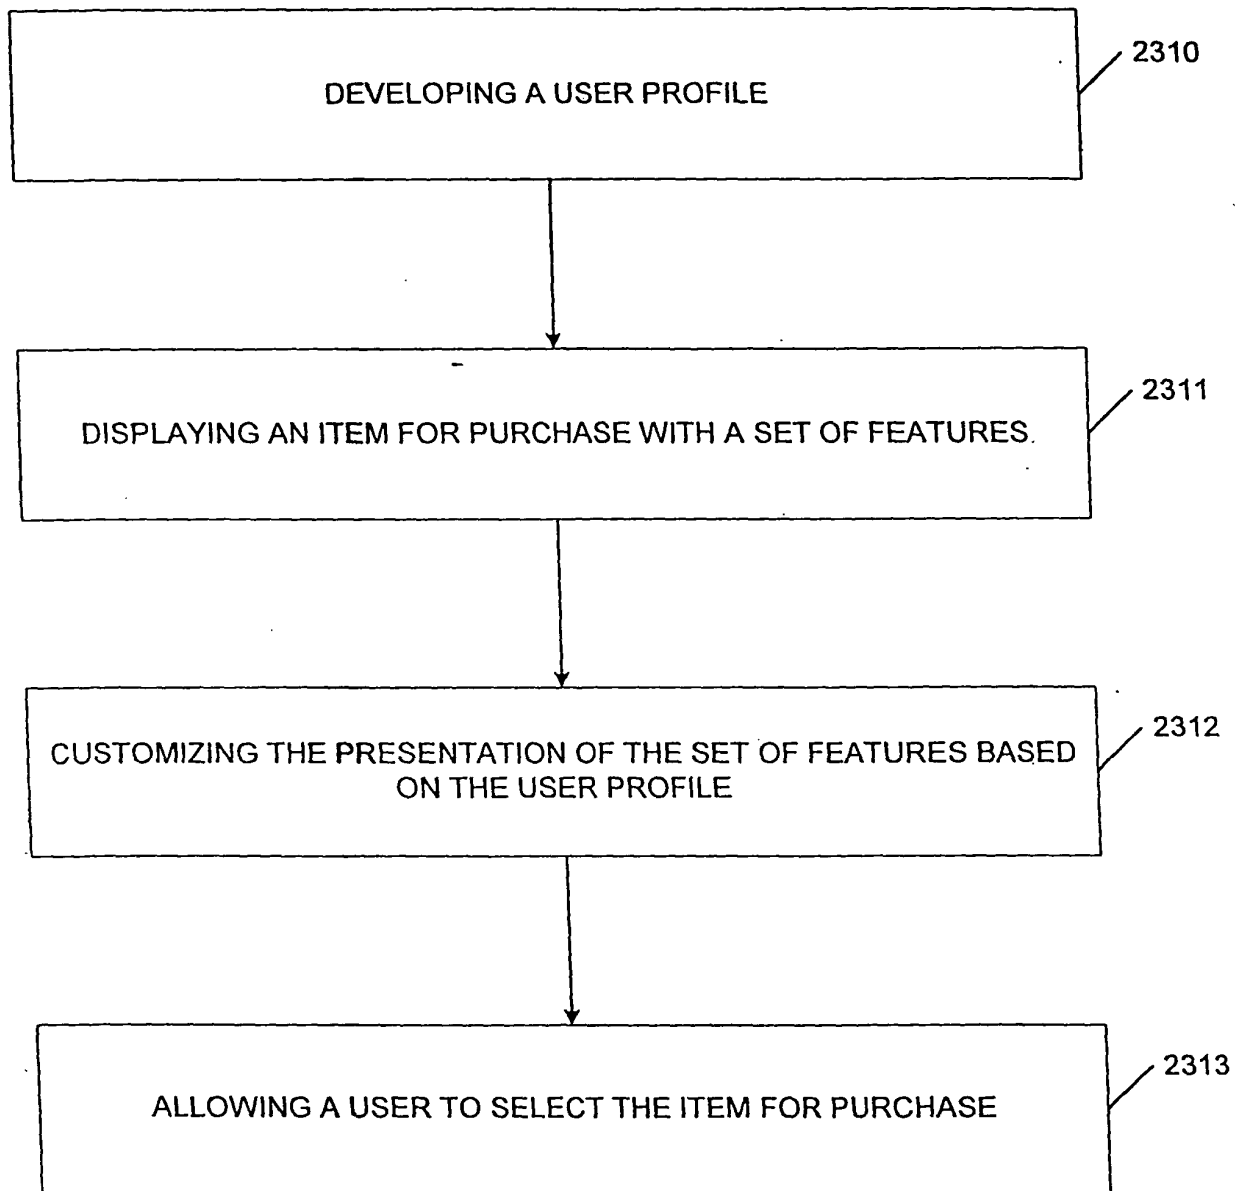 DEVELOPING A USER PROFILE
2310
DISPLAYING AN ITEM FOR PURCHASE WITH A SET OF FEATURES.
2311
CUSTOMIZING THE PRESENTATION OF THE SET OF FEATURES BASED
ON THE USER PROFILE
2312
ALLOWING A USER TO SELECT THE ITEM FOR PURCHASE
2313